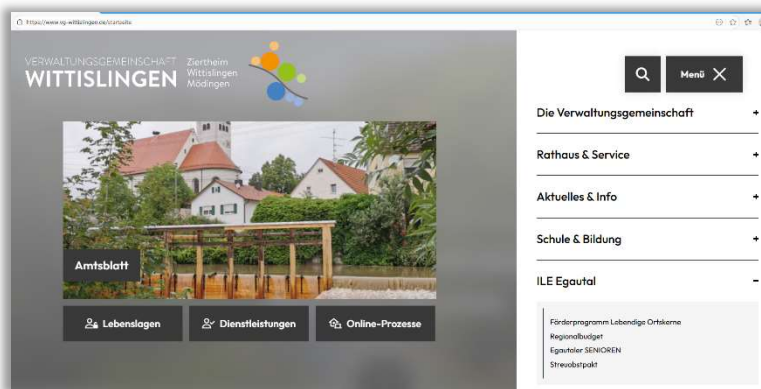 https://www.vg-wittislingen.de/startseite
VERWALTUNGSGEMEINSCHAFT
WITTISLINGEN
Ziertheim
Wittislingen
Mödingen
Menü
Die Verwaltungsgemeinschaft +
Rathaus & Service +
Aktuelles & Info +
Schule & Bildung +
ILE Egautal -
Förderprogramm Lebendige Ortskerne
Regionalbudget
Egautaler SENIOREN
Streuobstpakt
Amtsblatt
Lebenslagen
Dienstleistungen
Online-Prozesse